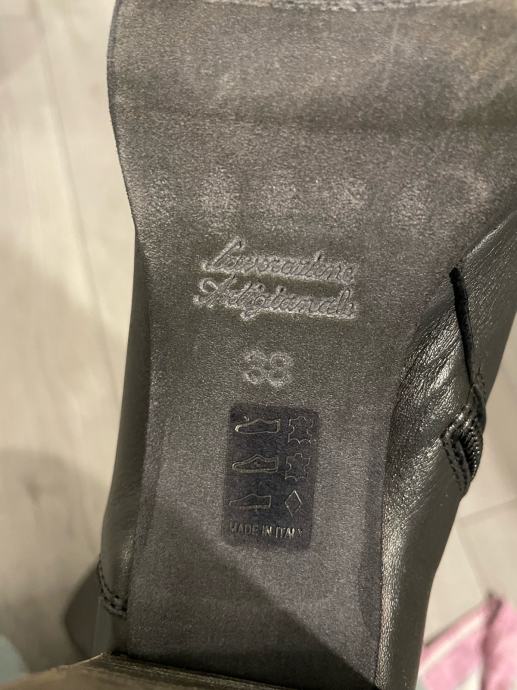 Lavorazione
Artigianale
38
MADE IN ITALY